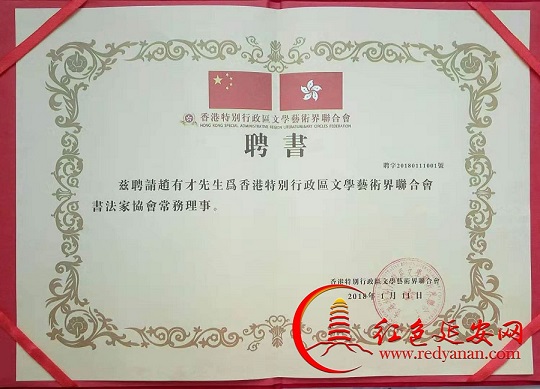 香港特別行政區文學藝術界聯合會
HONG KONG SPECIAL ADMINISTRATIVE REGION LITERATURE&ART CIRCLES FEDERATION
聘書
聘字20180111001號
茲聘請趙有才先生爲香港特別行政區文學藝術界聯合會
書法家協會常務理事。
香港特別行政區文學藝術界聯合會
2018年1月11日
红色延安网
www.redyanan.com